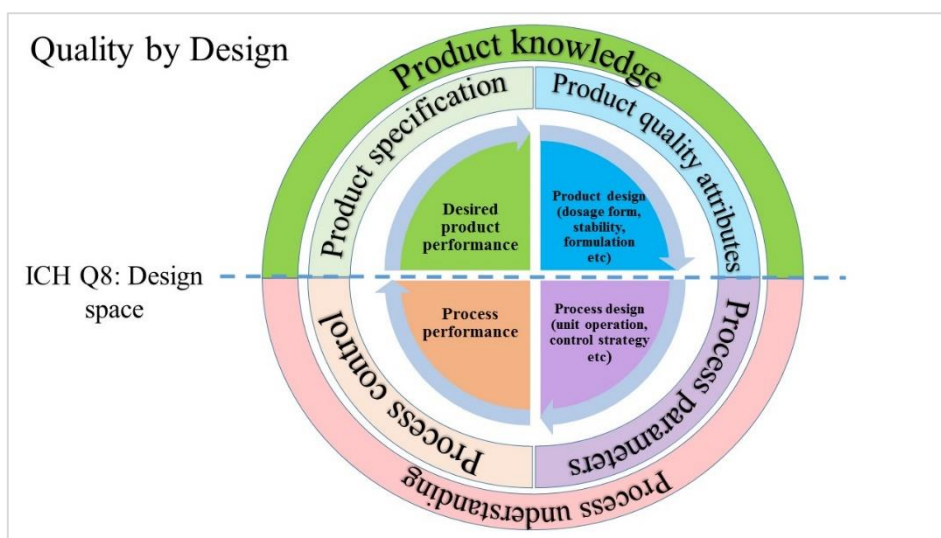 Quality by Design
Product knowledge
Product specification
Product quality attributes
Desired
product
performance
Product design
(dosage form,
stability,
formulation
etc)
ICH Q8: Design
space
Process
performance
Process design
(unit operation,
control strategy
etc)
Process control
Process parameters
Process understanding